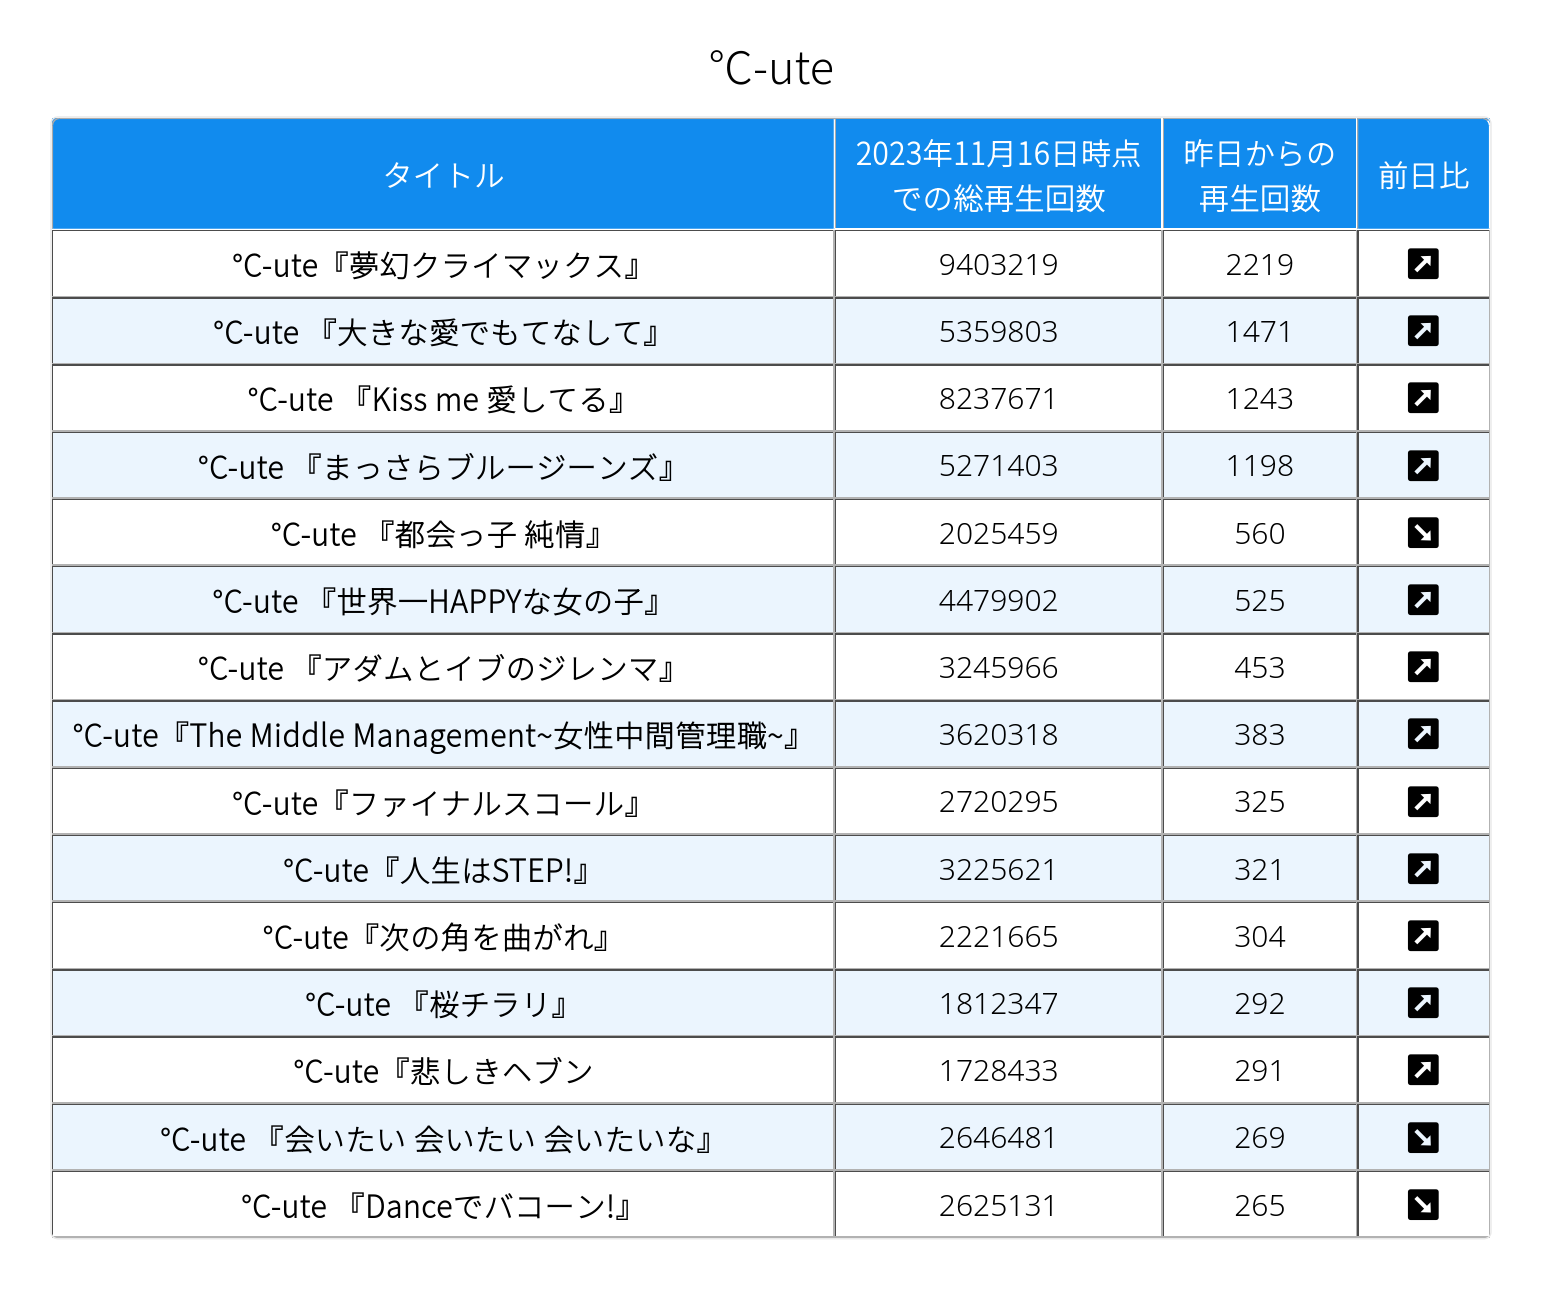 ℃-ute
タイトル
2023年11月16日時点
での総再生回数
昨日からの
再生回数
前日比
℃-ute『夢幻クライマックス』 9403219 2219
℃-ute 『大きな愛でもてなして』 5359803 1471
℃-ute 『Kiss me 愛してる』 8237671 1243
℃-ute 『まっさらブルージーンズ』 5271403 1198
℃-ute 『都会っ子 純情』 2025459 560
℃-ute 『世界一HAPPYな女の子』 4479902 525
℃-ute 『アダムとイブのジレンマ』 3245966 453
℃-ute『The Middle Management~女性中間管理職~』 3620318 383
℃-ute『ファイナルスコール』 2720295 325
℃-ute『人生はSTEP!』 3225621 321
℃-ute『次の角を曲がれ』 2221665 304
℃-ute 『桜チラリ』 1812347 292
℃-ute『悲しきヘブン 1728433 291
℃-ute 『会いたい 会いたい 会いたいな』 2646481 269
℃-ute 『Danceでバコーン!』 2625131 265